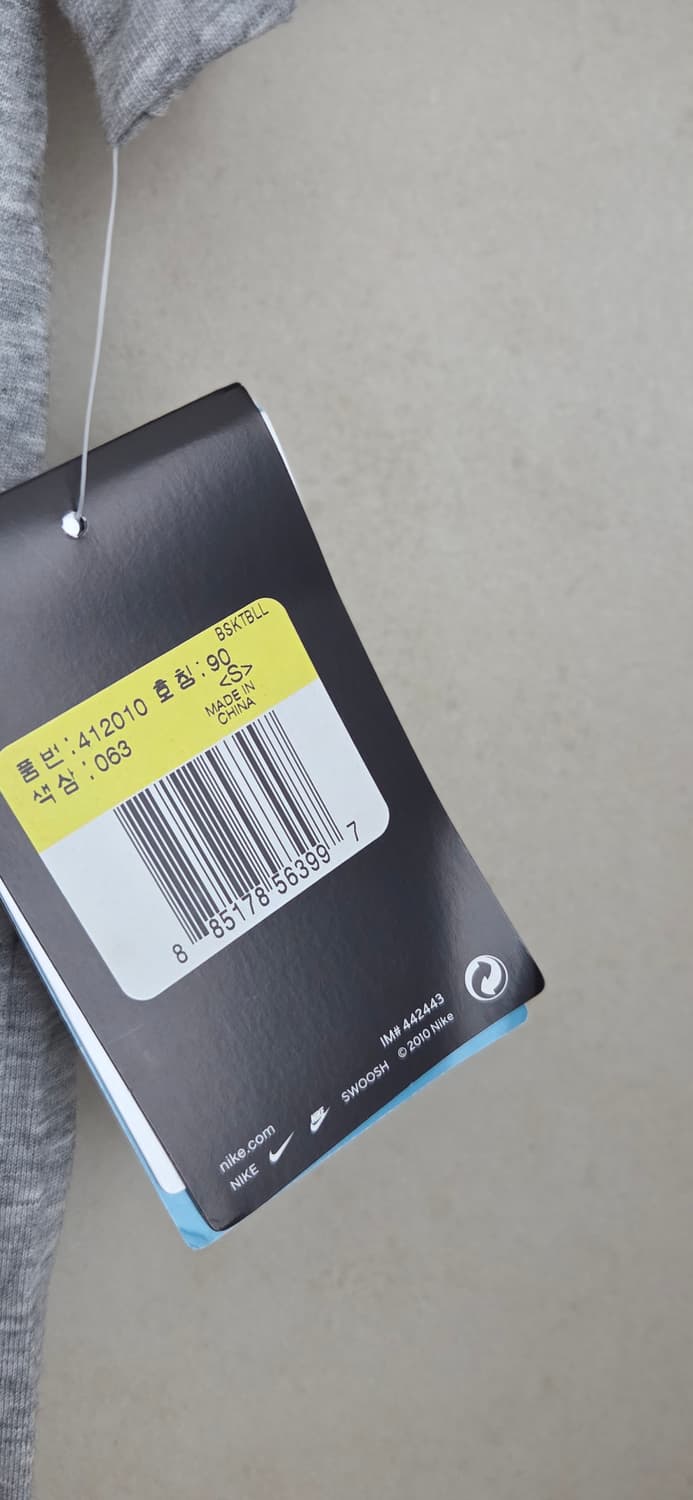 BSKTBLL
품번:412010 호칭:90
<S>
색상:063
MADE IN
CHINA
8 85178 56399 7
IM# 442443
nike.com
NIKE SWOOSH © 2010 Nike